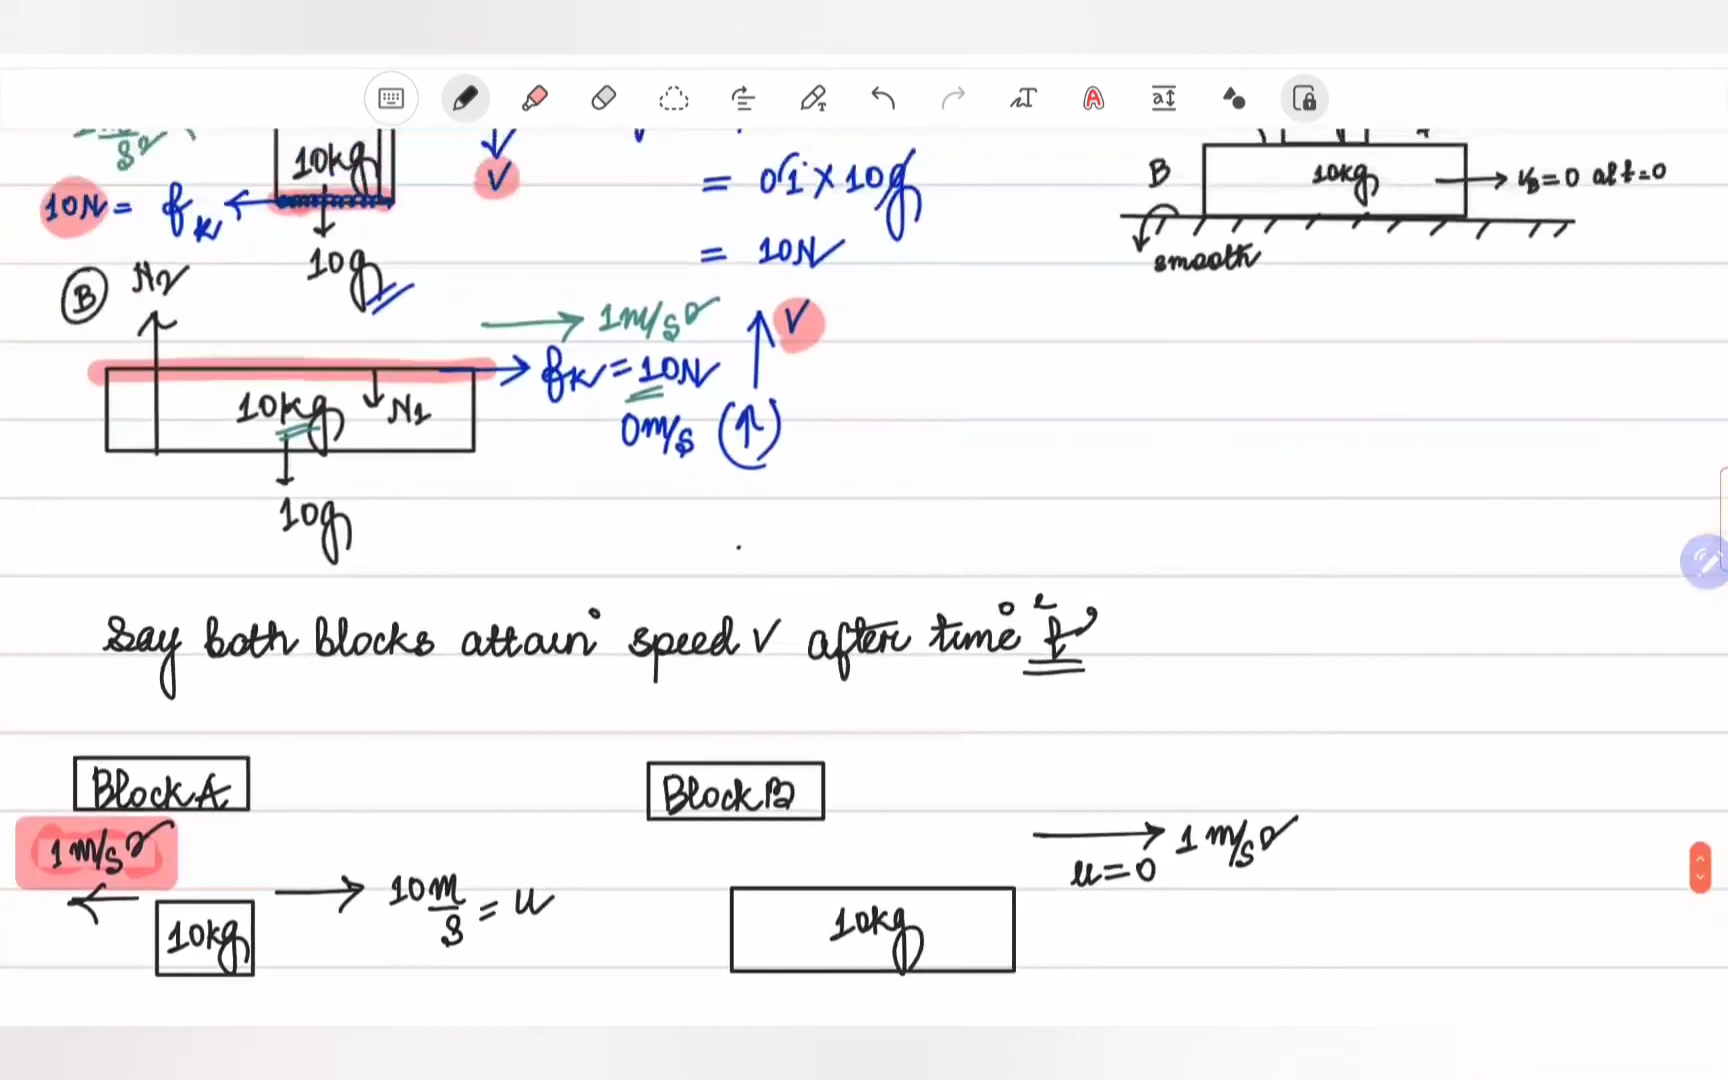 10kg
10N = fk
10g
V
= 0.1 × 10g
= 10N
B
10kg
VB=0 at t=0
smooth
B
N2
1m/s²
V
fk = 10N
10kg
N1
0m/s (↑)
10g
Say both blocks attain speed V after time 't'
Block A
Block B
1m/s²
10 m/s = u
10kg
1 m/s²
u=0
10kg